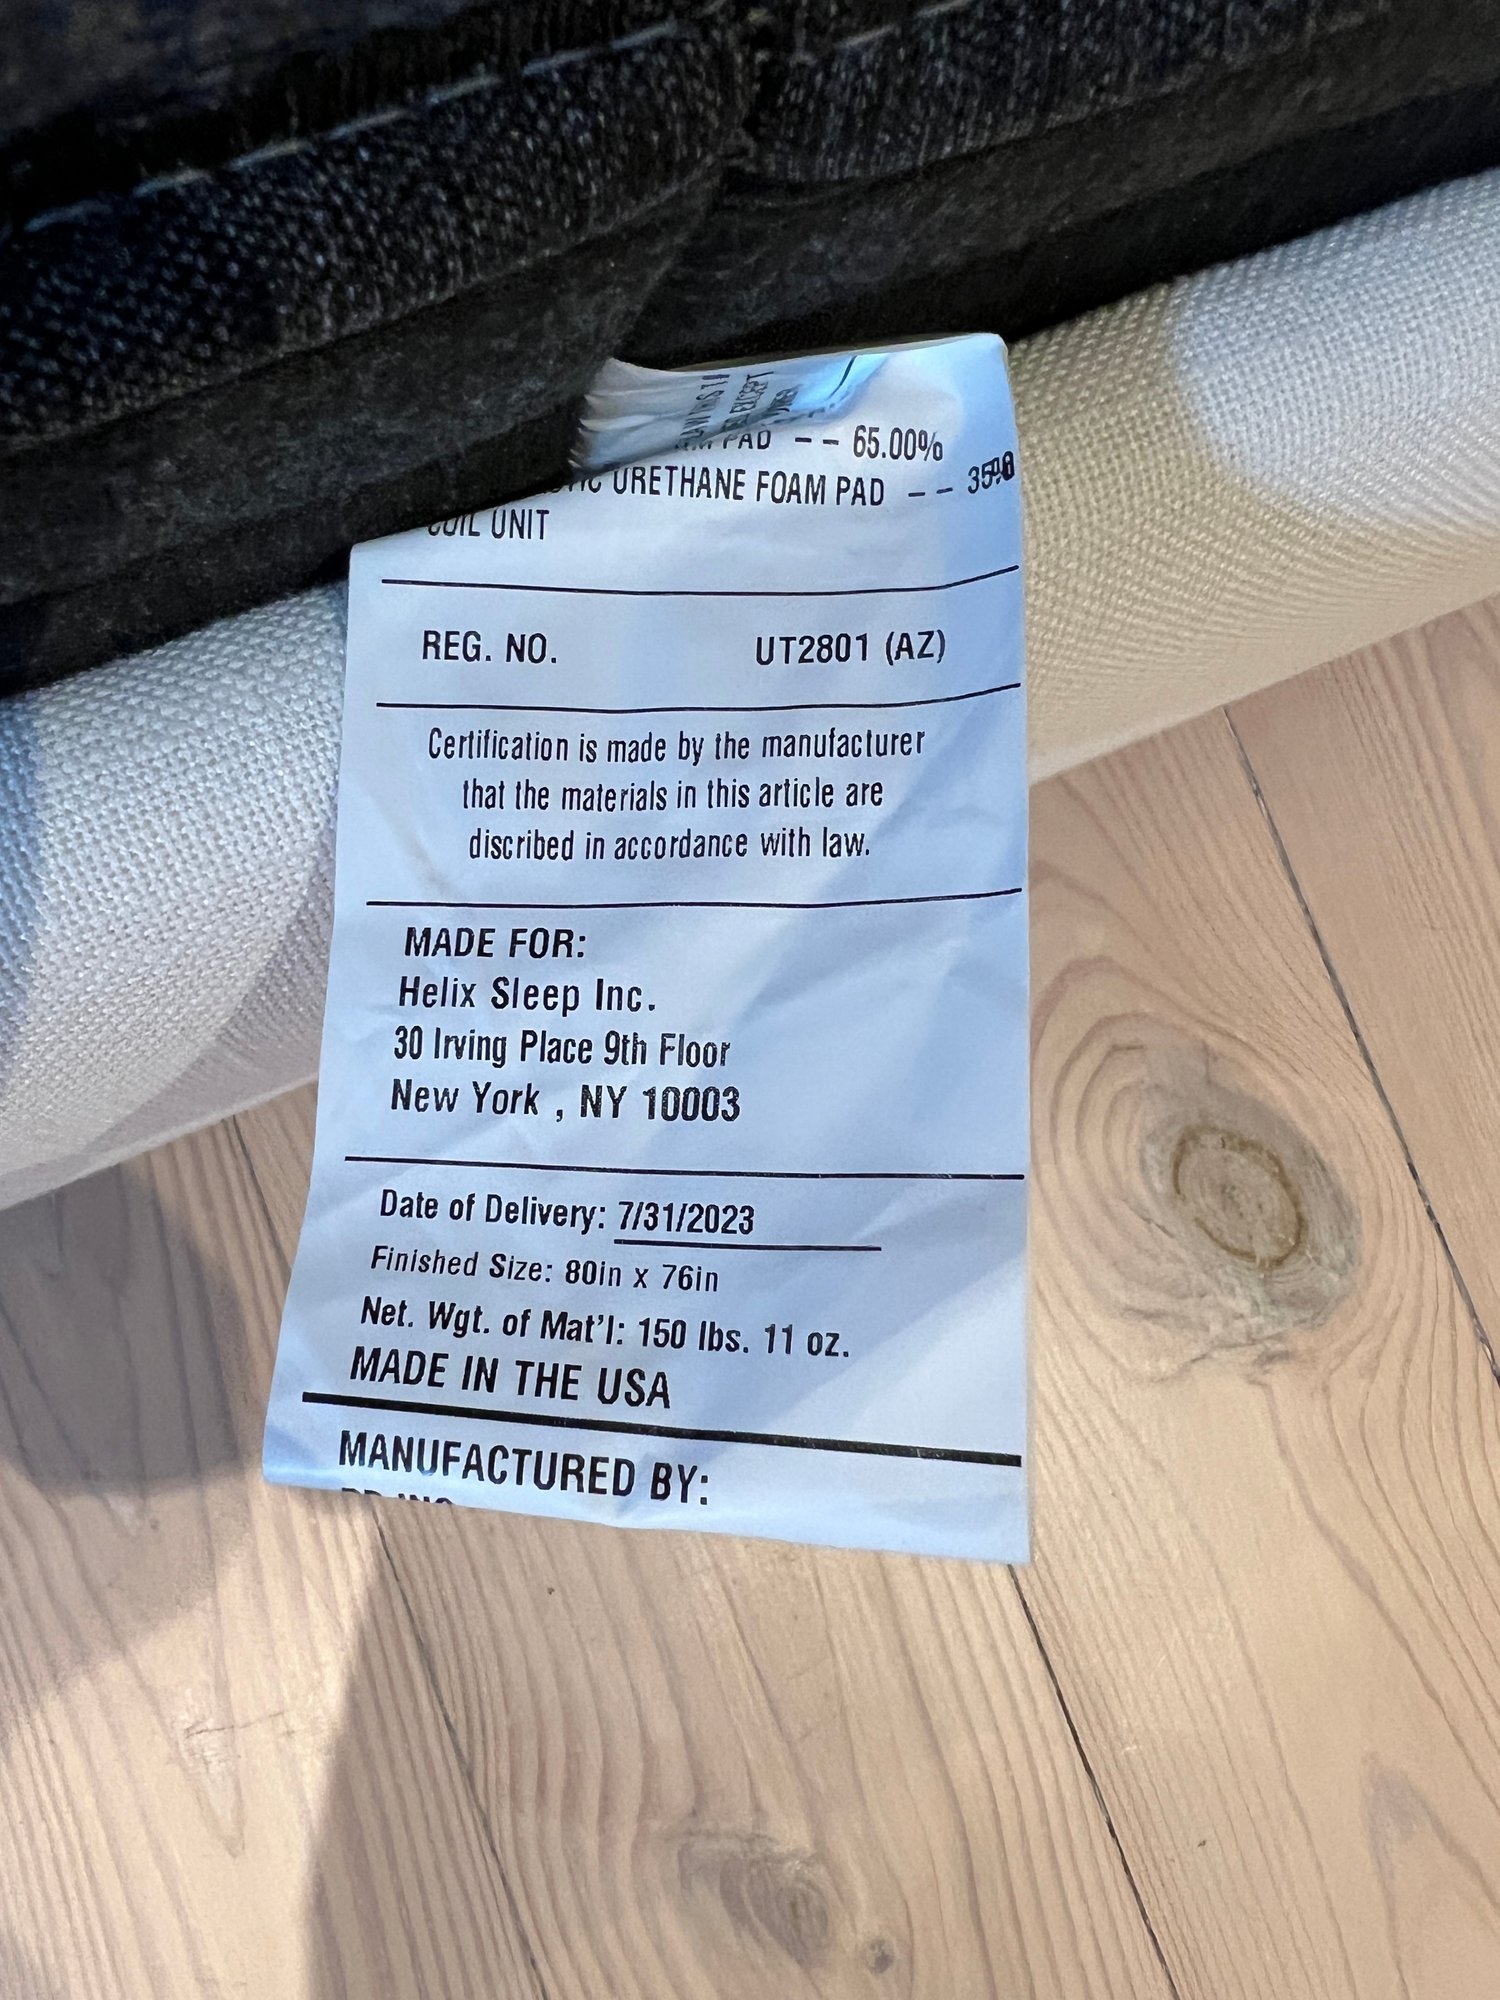 EXCEPT
PAD -- 65.00%
URETHANE FOAM PAD --
COIL UNIT
REG. NO. UT2801 (AZ)
Certification is made by the manufacturer
that the materials in this article are
discribed in accordance with law.
MADE FOR:
Helix Sleep Inc.
30 Irving Place 9th Floor
New York , NY 10003
Date of Delivery: 7/31/2023
Finished Size: 80in x 76in
Net. Wgt. of Mat'l: 150 lbs. 11 oz.
MADE IN THE USA
MANUFACTURED BY: